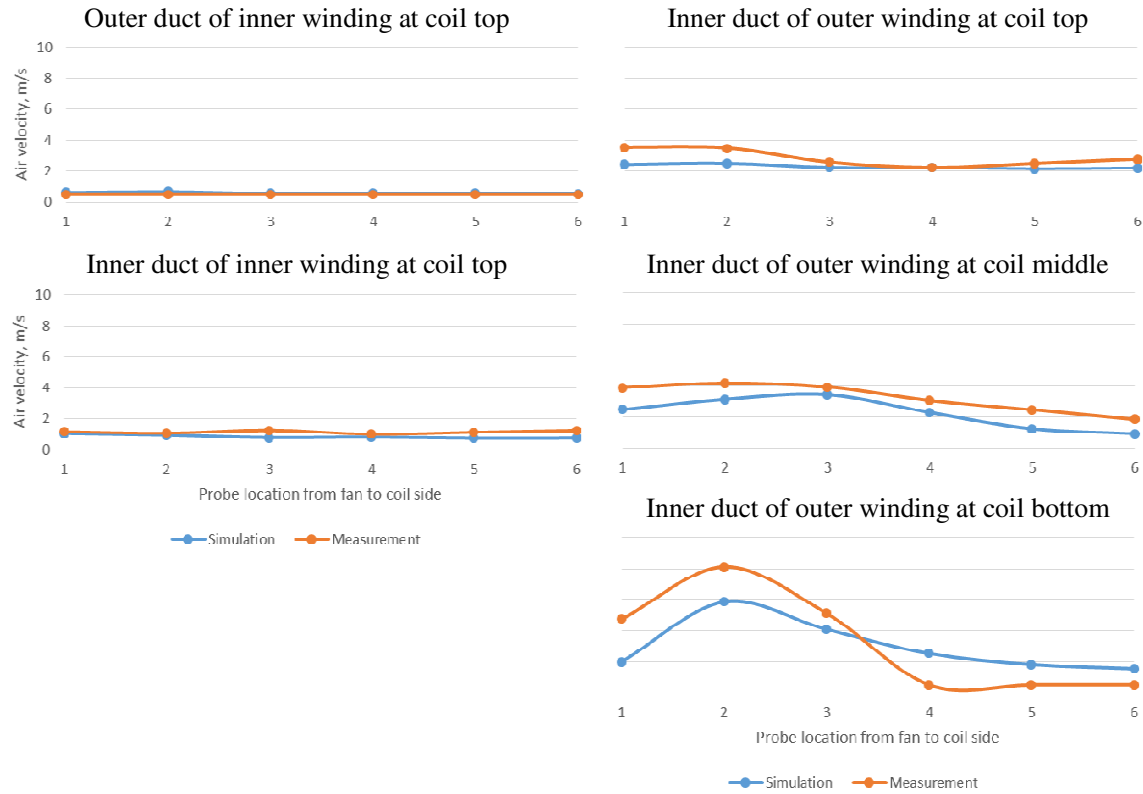 Outer duct of inner winding at coil top
Air velocity, m/s
10
8
6
4
2
0
1 2 3 4 5 6
Inner duct of outer winding at coil top
1 2 3 4 5 6
Inner duct of inner winding at coil top
Air velocity, m/s
10
8
6
4
2
0
1 2 3 4 5 6
Probe location from fan to coil side
Simulation Measurement
Inner duct of outer winding at coil middle
1 2 3 4 5 6
Inner duct of outer winding at coil bottom
1 2 3 4 5 6
Probe location from fan to coil side
Simulation Measurement